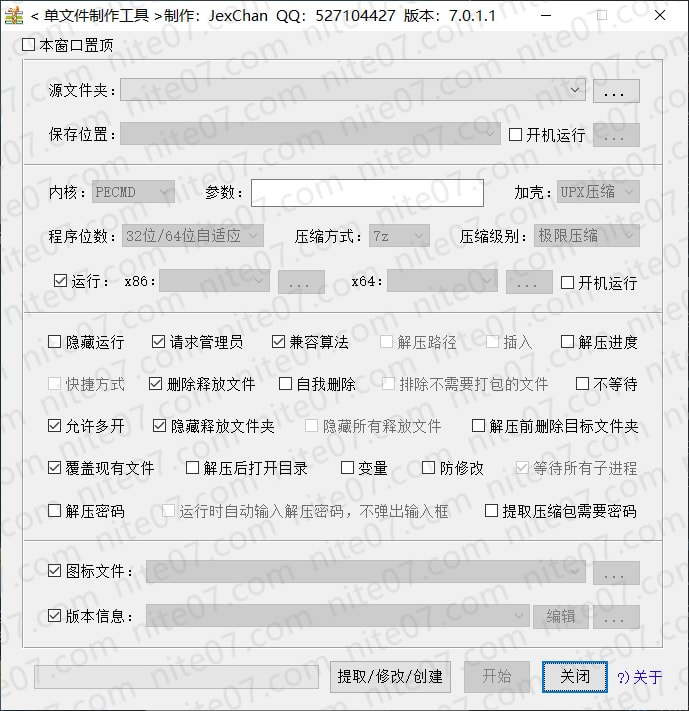 < 单文件制作工具 >制作：JexChan QQ：527104427 版本：7.0.1.1
本窗口置顶
源文件夹： ...
保存位置： 开机运行 ...
内核： PECMD 参数： 加壳： UPX压缩
程序位数： 32位/64位自适应 压缩方式： 7z 压缩级别： 极限压缩
运行： x86： ... x64： ... 开机运行
隐藏运行 请求管理员 兼容算法 解压路径 插入 解压进度
快捷方式 删除释放文件 自我删除 排除不需要打包的文件 不等待
允许多开 隐藏释放文件夹 隐藏所有释放文件 解压前删除目标文件夹
覆盖现有文件 解压后打开目录 变量 防修改 等待所有子进程
解压密码 运行时自动输入解压密码，不弹出输入框 提取压缩包需要密码
图标文件： ...
版本信息： 编辑 ...
提取/修改/创建 开始 关闭 ?)关于
nite07.com